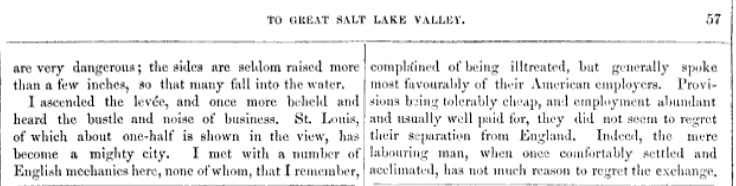 TO GREAT SALT LAKE VALLEY. 57
are very dangerous; the sides are seldom raised more
than a few inches, so that many fall into the water.
I ascended the levée, and once more beheld and
heard the bustle and noise of business. St. Louis,
of which about one-half is shown in the view, has
become a mighty city. I met with a number of
English mechanics here, none of whom, that I remember,
complained of being illtreated, but generally spoke
most favourably of their American employers. Provi-
sions being tolerably cheap, and employment abundant
and usually well paid for, they did not seem to regret
their separation from England. Indeed, the mere
labouring man, when once comfortably settled and
acclimated, has not much reason to regret the exchange.